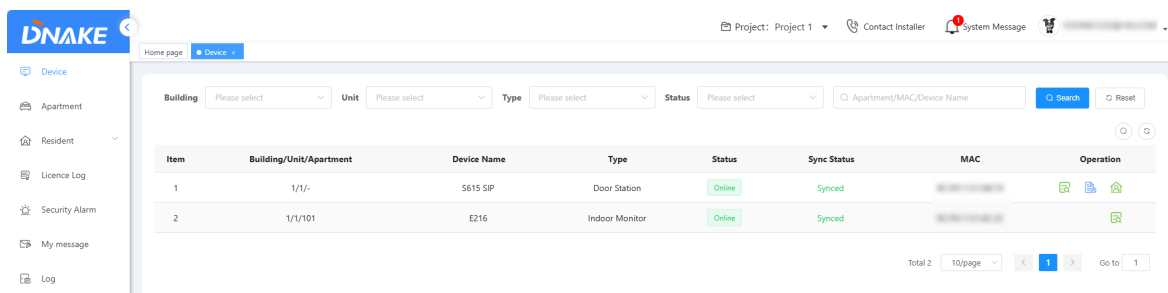 DNAKE
Project: Project 1
Contact Installer
1
System Message
Home page
Device ×
Device
Apartment
Resident
Licence Log
Security Alarm
My message
Log
Building Please select Unit Please select Type Please select Status Please select Apartment/MAC/Device Name Search Reset
Item Building/Unit/Apartment Device Name Type Status Sync Status MAC Operation
1 1/1/- S615 SIP Door Station Online Synced
2 1/1/101 E216 Indoor Monitor Online Synced
Total 2 10/page < 1 > Go to 1